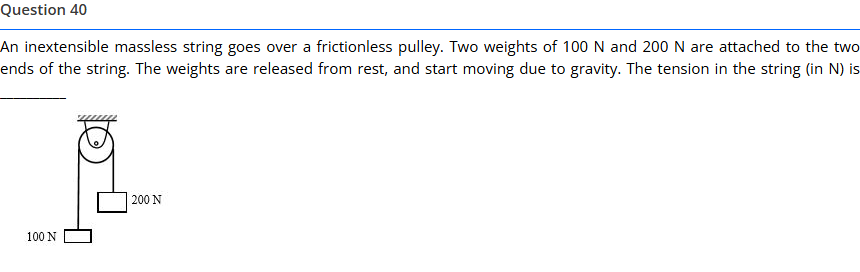 Question 40
An inextensible massless string goes over a frictionless pulley. Two weights of 100 N and 200 N are attached to the two
ends of the string. The weights are released from rest, and start moving due to gravity. The tension in the string (in N) is
__________
200 N
100 N